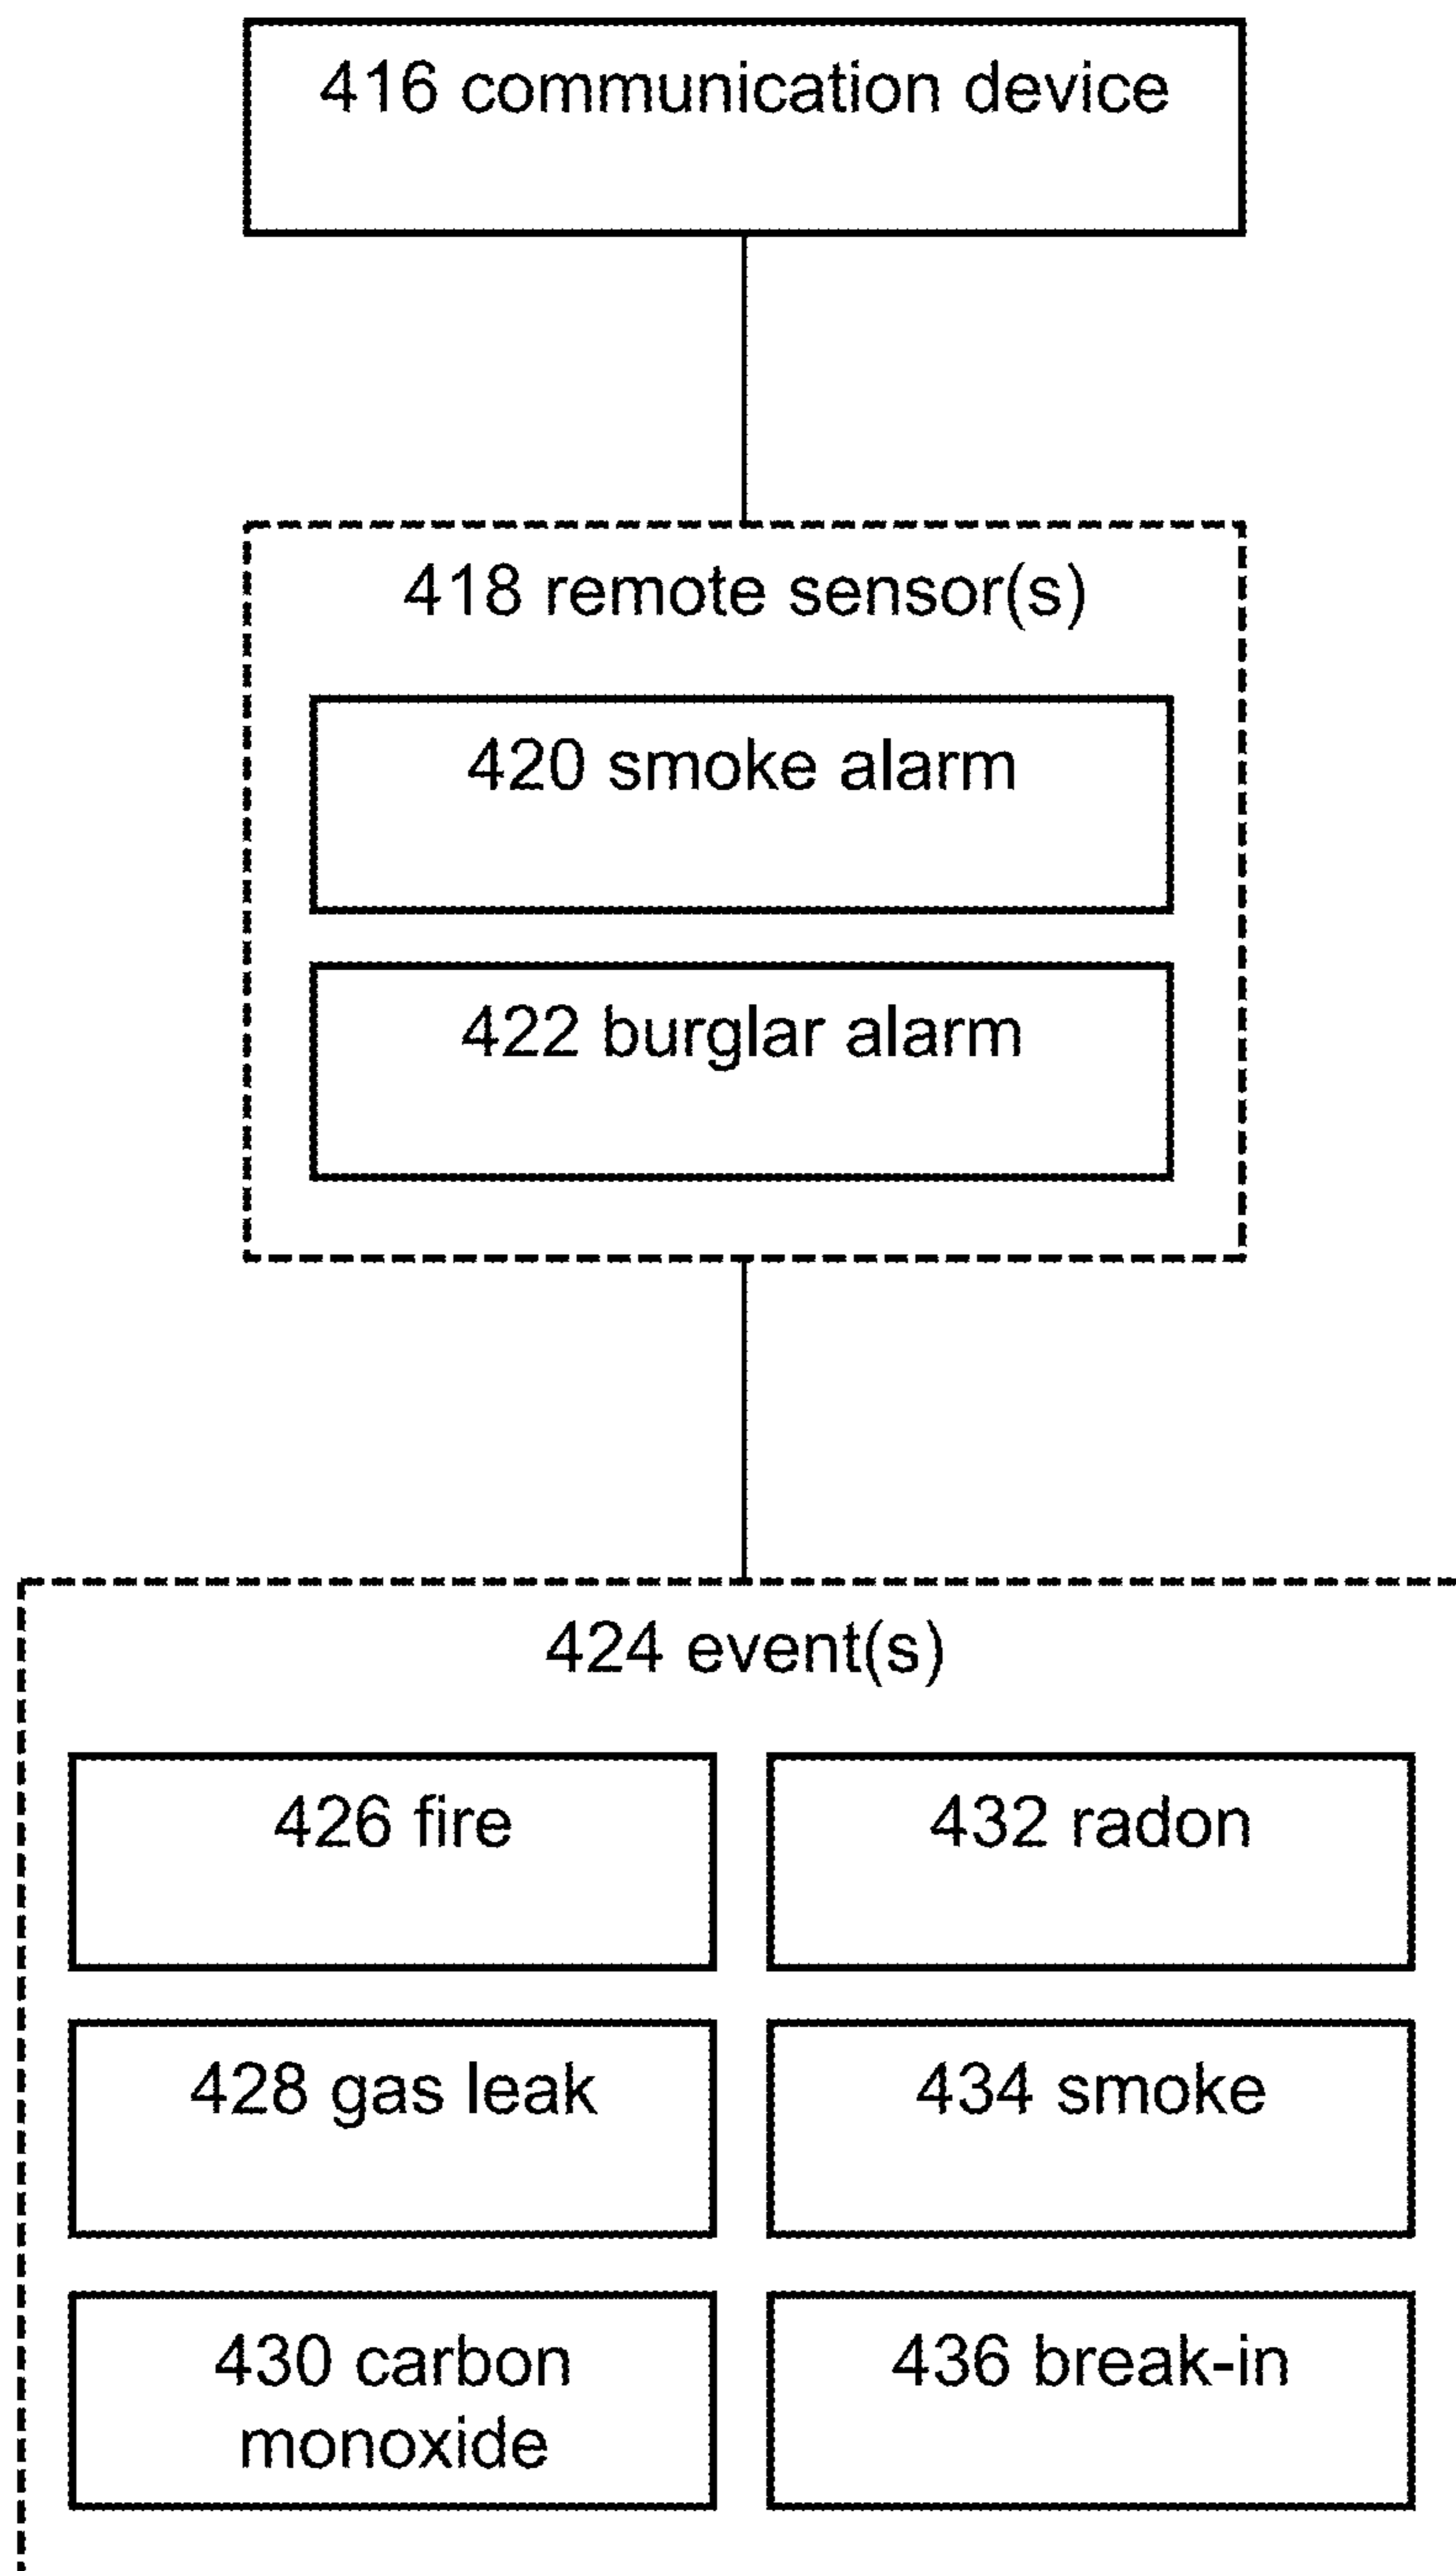 416 communication device
418 remote sensor(s)
420 smoke alarm
422 burglar alarm
424 event(s)
426 fire
432 radon
428 gas leak
434 smoke
430 carbon
monoxide
436 break-in